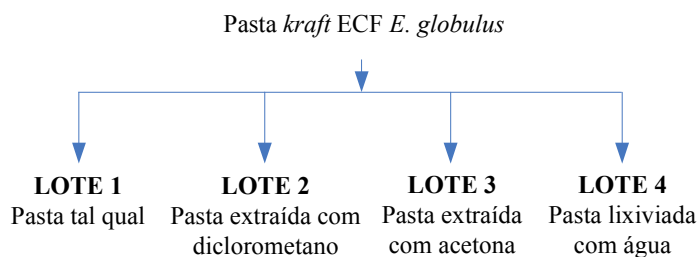 Pasta kraft ECF E. globulus
LOTE 1
Pasta tal qual
LOTE 2
Pasta extraída com
diclorometano
LOTE 3
Pasta extraída
com acetona
LOTE 4
Pasta lixiviada
com água